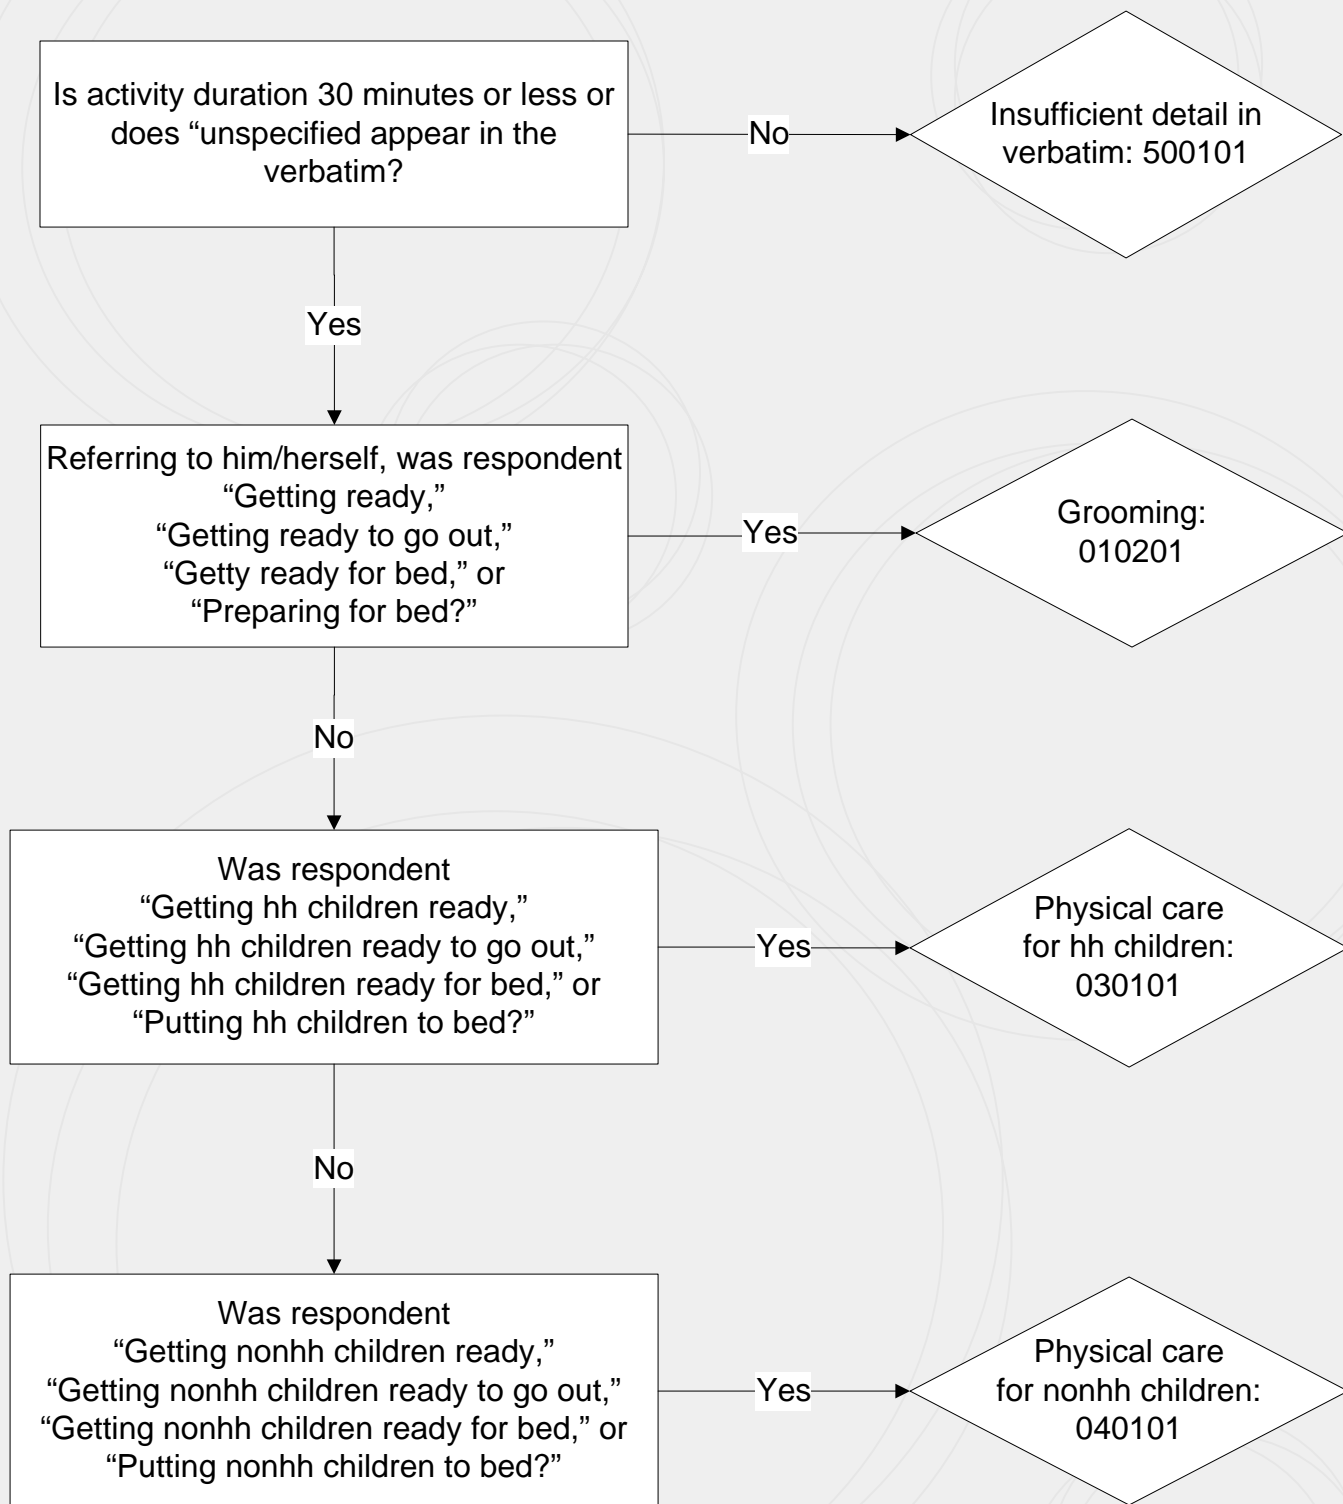 Is activity duration 30 minutes or less or
does “unspecified appear in the
verbatim?
No
Insufficient detail in
verbatim: 500101
Yes
Referring to him/herself, was respondent
“Getting ready,”
“Getting ready to go out,”
“Getty ready for bed,” or
“Preparing for bed?”
Yes
Grooming:
010201
No
Was respondent
“Getting hh children ready,”
“Getting hh children ready to go out,”
“Getting hh children ready for bed,” or
“Putting hh children to bed?”
Yes
Physical care
for hh children:
030101
No
Was respondent
“Getting nonhh children ready,”
“Getting nonhh children ready to go out,”
“Getting nonhh children ready for bed,” or
“Putting nonhh children to bed?”
Yes
Physical care
for nonhh children:
040101